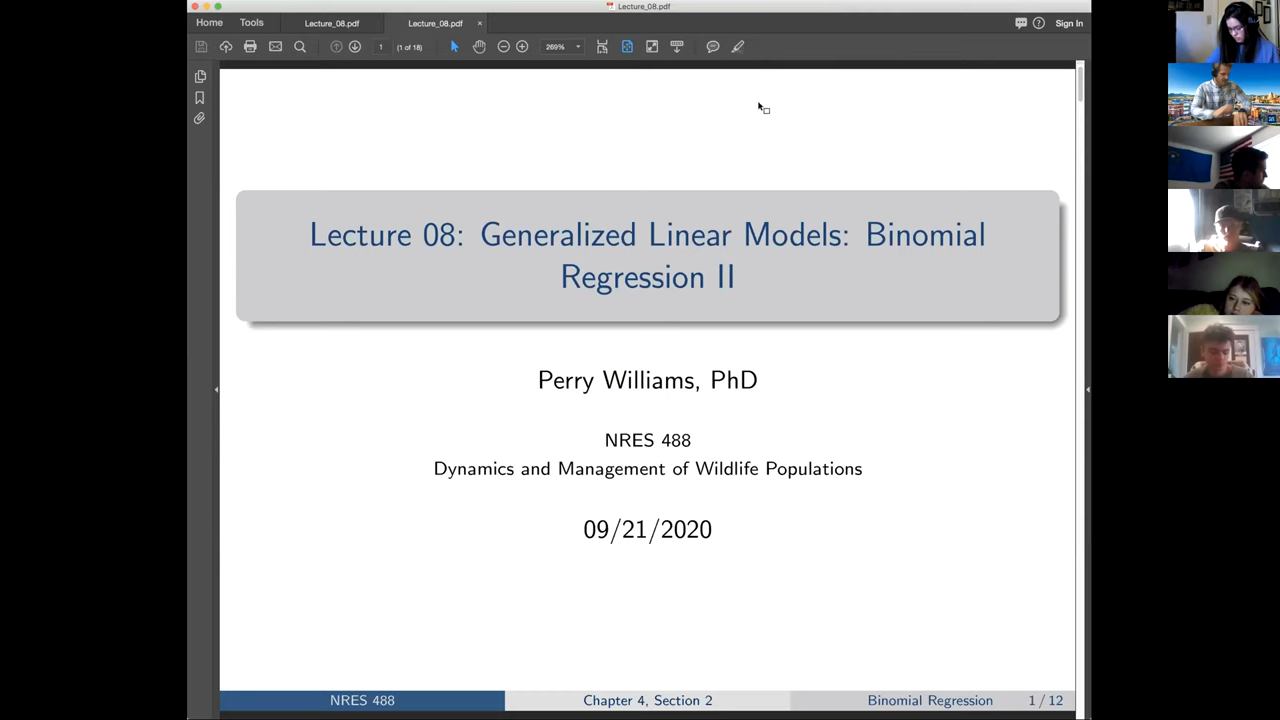 Lecture_08.pdf
Home Tools Lecture_08.pdf Lecture_08.pdf × Sign In
1 (1 of 18) 269%
Lecture 08: Generalized Linear Models: Binomial
Regression II
Perry Williams, PhD
NRES 488
Dynamics and Management of Wildlife Populations
09/21/2020
NRES 488 Chapter 4, Section 2 Binomial Regression 1 / 12